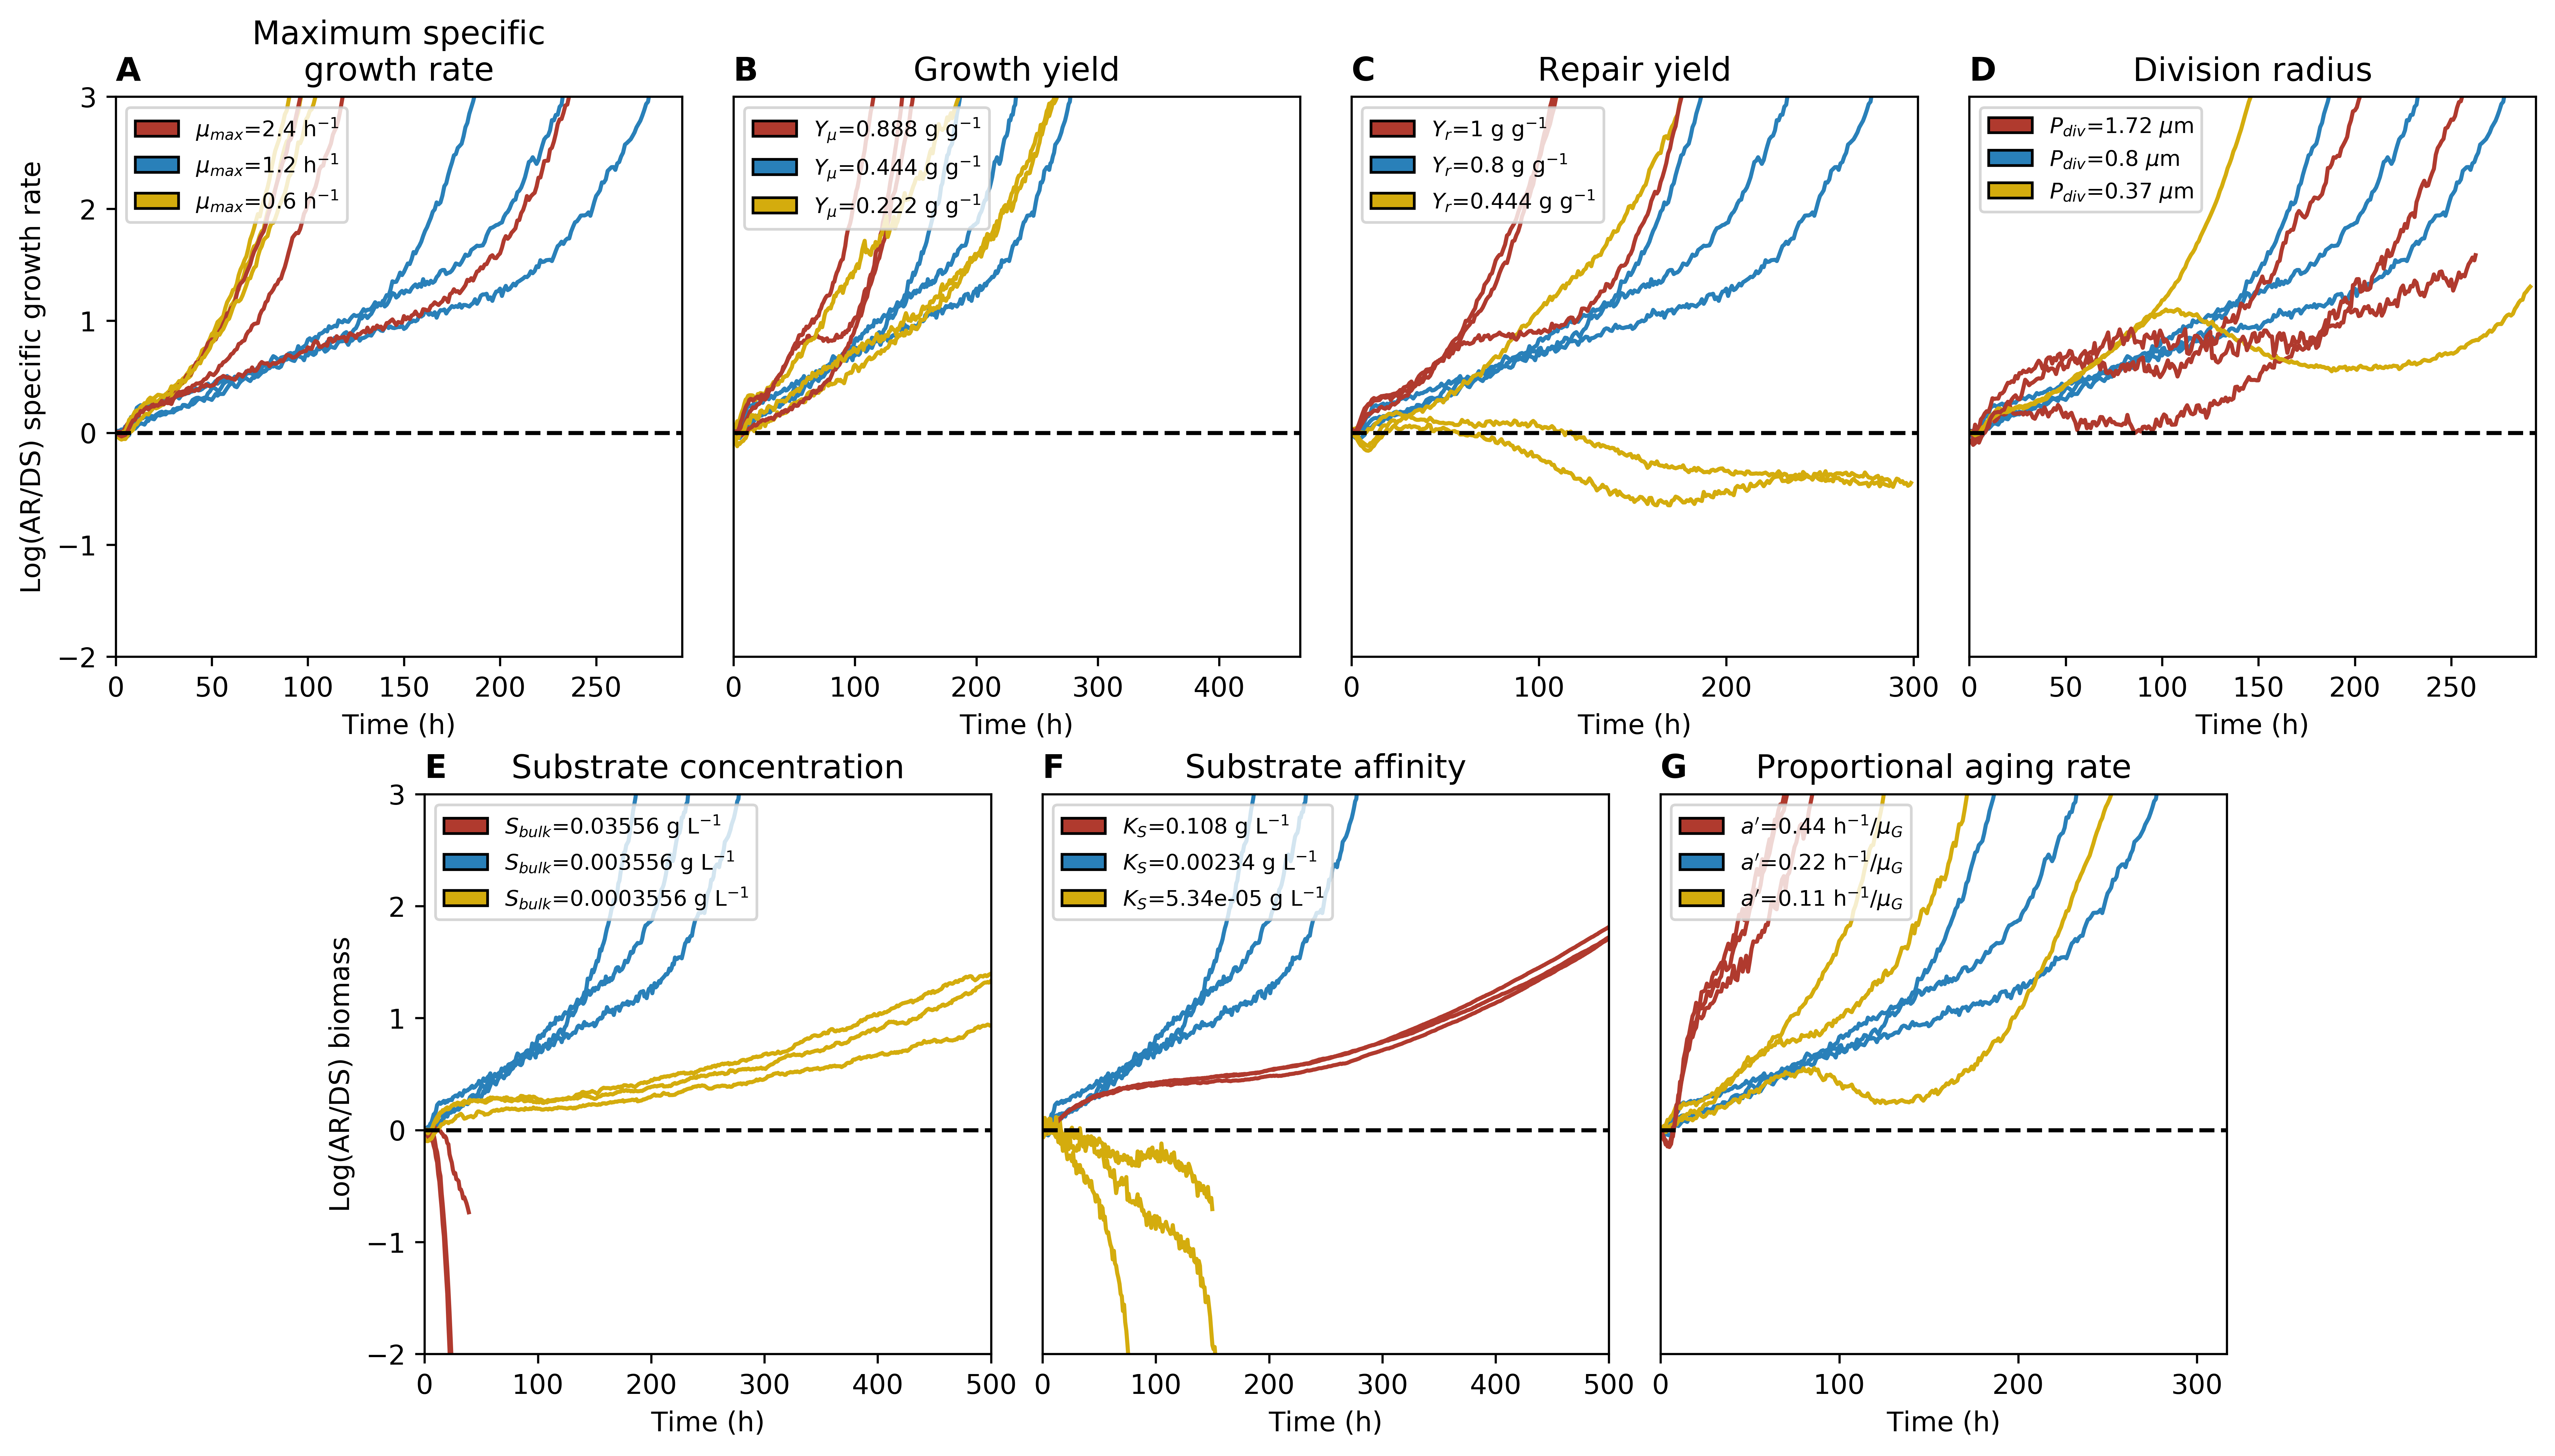 Maximum specific
growth rate
A
B Growth yield
C Repair yield
D Division radius
Log(AR/DS) specific growth rate
3
2
1
0
−1
−2
μmax=2.4 h⁻¹
μmax=1.2 h⁻¹
μmax=0.6 h⁻¹
0 50 100 150 200 250
Time (h)
Yμ=0.888 g g⁻¹
Yμ=0.444 g g⁻¹
Yμ=0.222 g g⁻¹
0 100 200 300 400
Time (h)
Yr=1 g g⁻¹
Yr=0.8 g g⁻¹
Yr=0.444 g g⁻¹
0 100 200 300
Time (h)
Pdiv=1.72 μm
Pdiv=0.8 μm
Pdiv=0.37 μm
0 50 100 150 200 250
Time (h)
E Substrate concentration
F Substrate affinity
G Proportional aging rate
Log(AR/DS) biomass
3
2
1
0
−1
−2
Sbulk=0.03556 g L⁻¹
Sbulk=0.003556 g L⁻¹
Sbulk=0.0003556 g L⁻¹
0 100 200 300 400 500
Time (h)
KS=0.108 g L⁻¹
KS=0.00234 g L⁻¹
KS=5.34e-05 g L⁻¹
0 100 200 300 400 500
Time (h)
a′=0.44 h⁻¹/μG
a′=0.22 h⁻¹/μG
a′=0.11 h⁻¹/μG
0 100 200 300
Time (h)